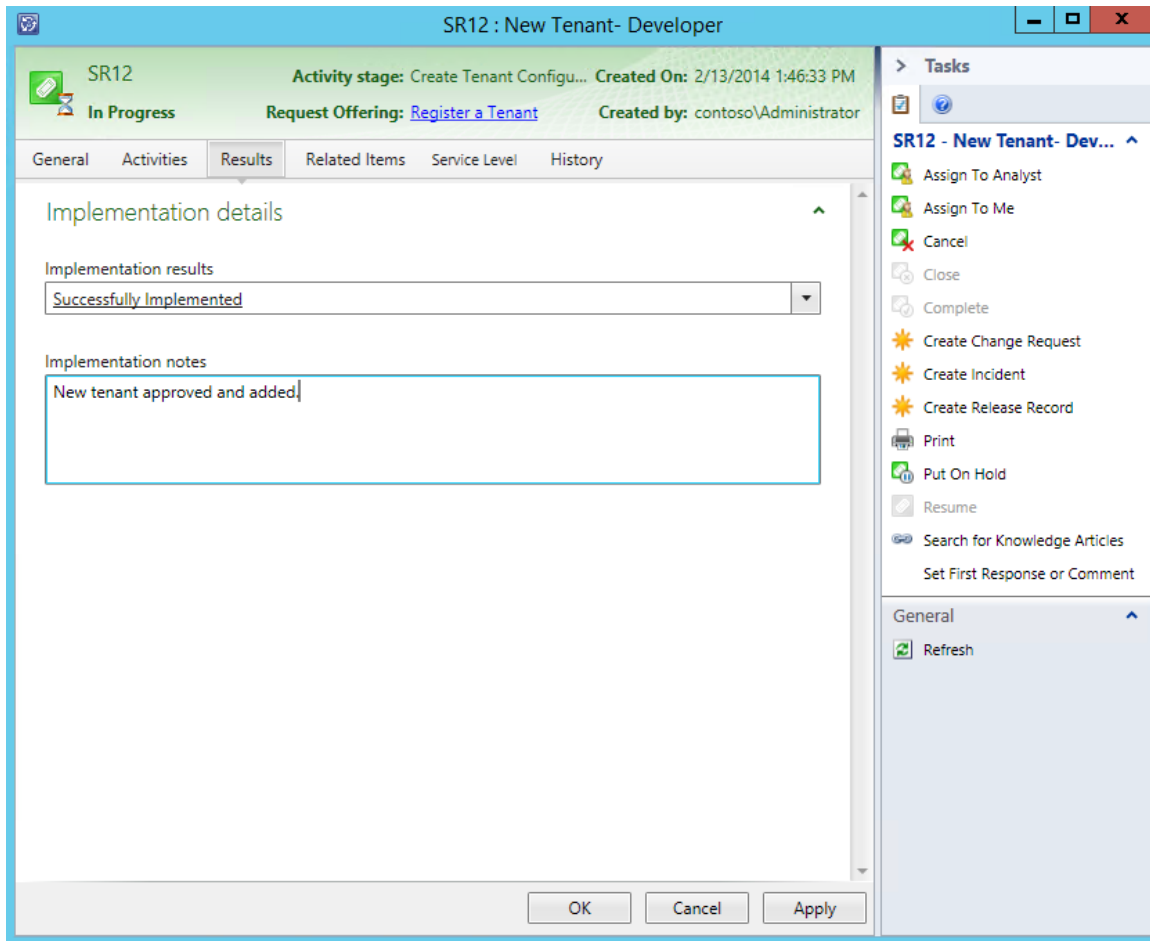 SR12 : New Tenant- Developer
SR12
Activity stage: Create Tenant Configu... Created On: 2/13/2014 1:46:33 PM
In Progress
Request Offering: Register a Tenant Created by: contoso\Administrator
General Activities Results Related Items Service Level History
Implementation details
Implementation results
Successfully Implemented
Implementation notes
New tenant approved and added.
OK Cancel Apply
> Tasks
SR12 - New Tenant- Dev...
Assign To Analyst
Assign To Me
Cancel
Close
Complete
Create Change Request
Create Incident
Create Release Record
Print
Put On Hold
Resume
Search for Knowledge Articles
Set First Response or Comment
General
Refresh